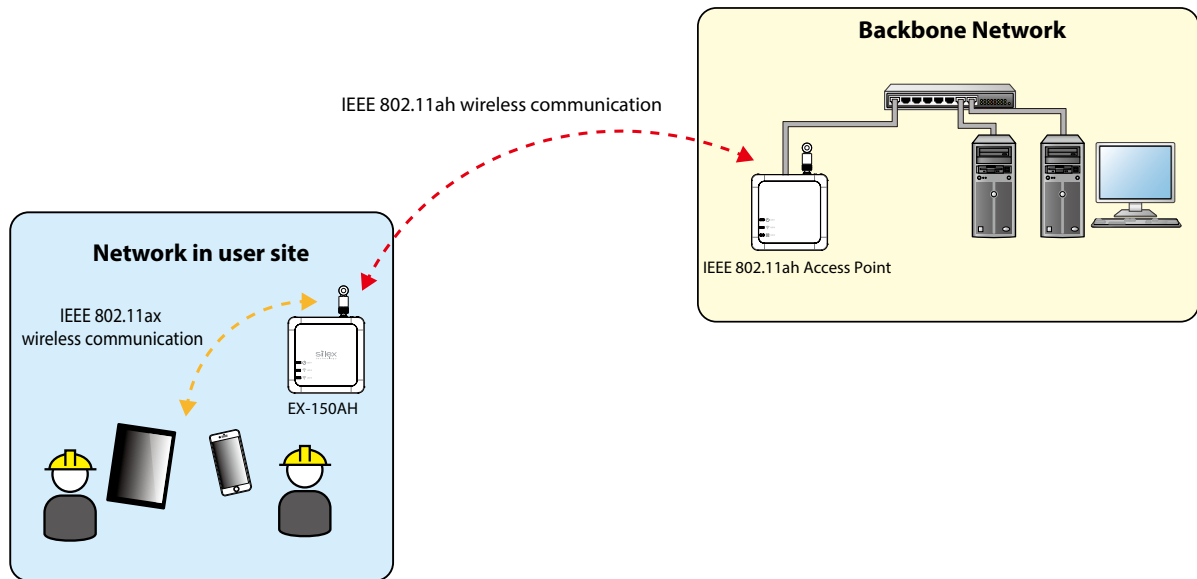 Backbone Network
IEEE 802.11ah wireless communication
IEEE 802.11ah Access Point
Network in user site
IEEE 802.11ax
wireless communication
silex
EX-150AH